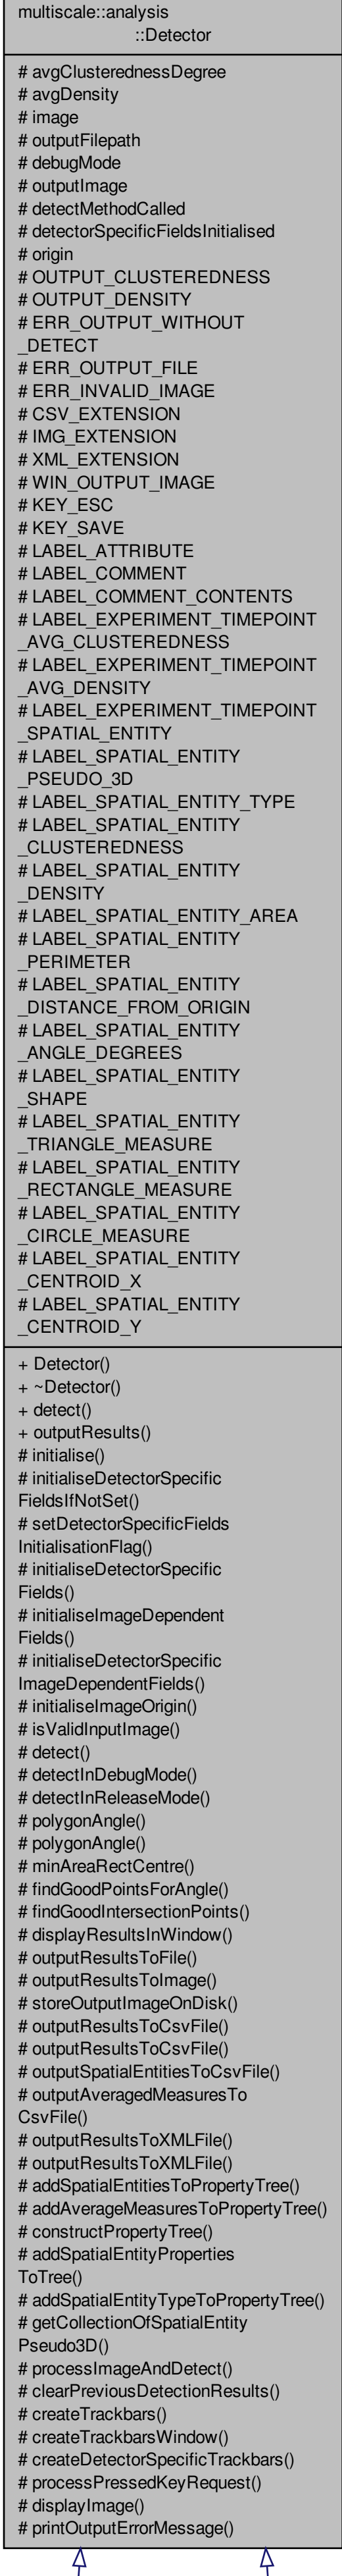 multiscale::analysis
::Detector
# avgClusterednessDegree
# avgDensity
# image
# outputFilepath
# debugMode
# outputImage
# detectMethodCalled
# detectorSpecificFieldsInitialised
# origin
# OUTPUT_CLUSTEREDNESS
# OUTPUT_DENSITY
# ERR_OUTPUT_WITHOUT
_DETECT
# ERR_OUTPUT_FILE
# ERR_INVALID_IMAGE
# CSV_EXTENSION
# IMG_EXTENSION
# XML_EXTENSION
# WIN_OUTPUT_IMAGE
# KEY_ESC
# KEY_SAVE
# LABEL_ATTRIBUTE
# LABEL_COMMENT
# LABEL_COMMENT_CONTENTS
# LABEL_EXPERIMENT_TIMEPOINT
_AVG_CLUSTEREDNESS
# LABEL_EXPERIMENT_TIMEPOINT
_AVG_DENSITY
# LABEL_EXPERIMENT_TIMEPOINT
_SPATIAL_ENTITY
# LABEL_SPATIAL_ENTITY
_PSEUDO_3D
# LABEL_SPATIAL_ENTITY_TYPE
# LABEL_SPATIAL_ENTITY
_CLUSTEREDNESS
# LABEL_SPATIAL_ENTITY
_DENSITY
# LABEL_SPATIAL_ENTITY_AREA
# LABEL_SPATIAL_ENTITY
_PERIMETER
# LABEL_SPATIAL_ENTITY
_DISTANCE_FROM_ORIGIN
# LABEL_SPATIAL_ENTITY
_ANGLE_DEGREES
# LABEL_SPATIAL_ENTITY
_SHAPE
# LABEL_SPATIAL_ENTITY
_TRIANGLE_MEASURE
# LABEL_SPATIAL_ENTITY
_RECTANGLE_MEASURE
# LABEL_SPATIAL_ENTITY
_CIRCLE_MEASURE
# LABEL_SPATIAL_ENTITY
_CENTROID_X
# LABEL_SPATIAL_ENTITY
_CENTROID_Y
+ Detector()
+ ~Detector()
+ detect()
+ outputResults()
# initialise()
# initialiseDetectorSpecific
FieldsIfNotSet()
# setDetectorSpecificFields
InitialisationFlag()
# initialiseDetectorSpecific
Fields()
# initialiseImageDependent
Fields()
# initialiseDetectorSpecific
ImageDependentFields()
# initialiseImageOrigin()
# isValidInputImage()
# detect()
# detectInDebugMode()
# detectInReleaseMode()
# polygonAngle()
# polygonAngle()
# minAreaRectCentre()
# findGoodPointsForAngle()
# findGoodIntersectionPoints()
# displayResultsInWindow()
# outputResultsToFile()
# outputResultsToImage()
# storeOutputImageOnDisk()
# outputResultsToCsvFile()
# outputResultsToCsvFile()
# outputSpatialEntitiesToCsvFile()
# outputAveragedMeasuresTo
CsvFile()
# outputResultsToXMLFile()
# outputResultsToXMLFile()
# addSpatialEntitiesToPropertyTree()
# addAverageMeasuresToPropertyTree()
# constructPropertyTree()
# addSpatialEntityProperties
ToTree()
# addSpatialEntityTypeToPropertyTree()
# getCollectionOfSpatialEntity
Pseudo3D()
# processImageAndDetect()
# clearPreviousDetectionResults()
# createTrackbars()
# createTrackbarsWindow()
# createDetectorSpecificTrackbars()
# processPressedKeyRequest()
# displayImage()
# printOutputErrorMessage()